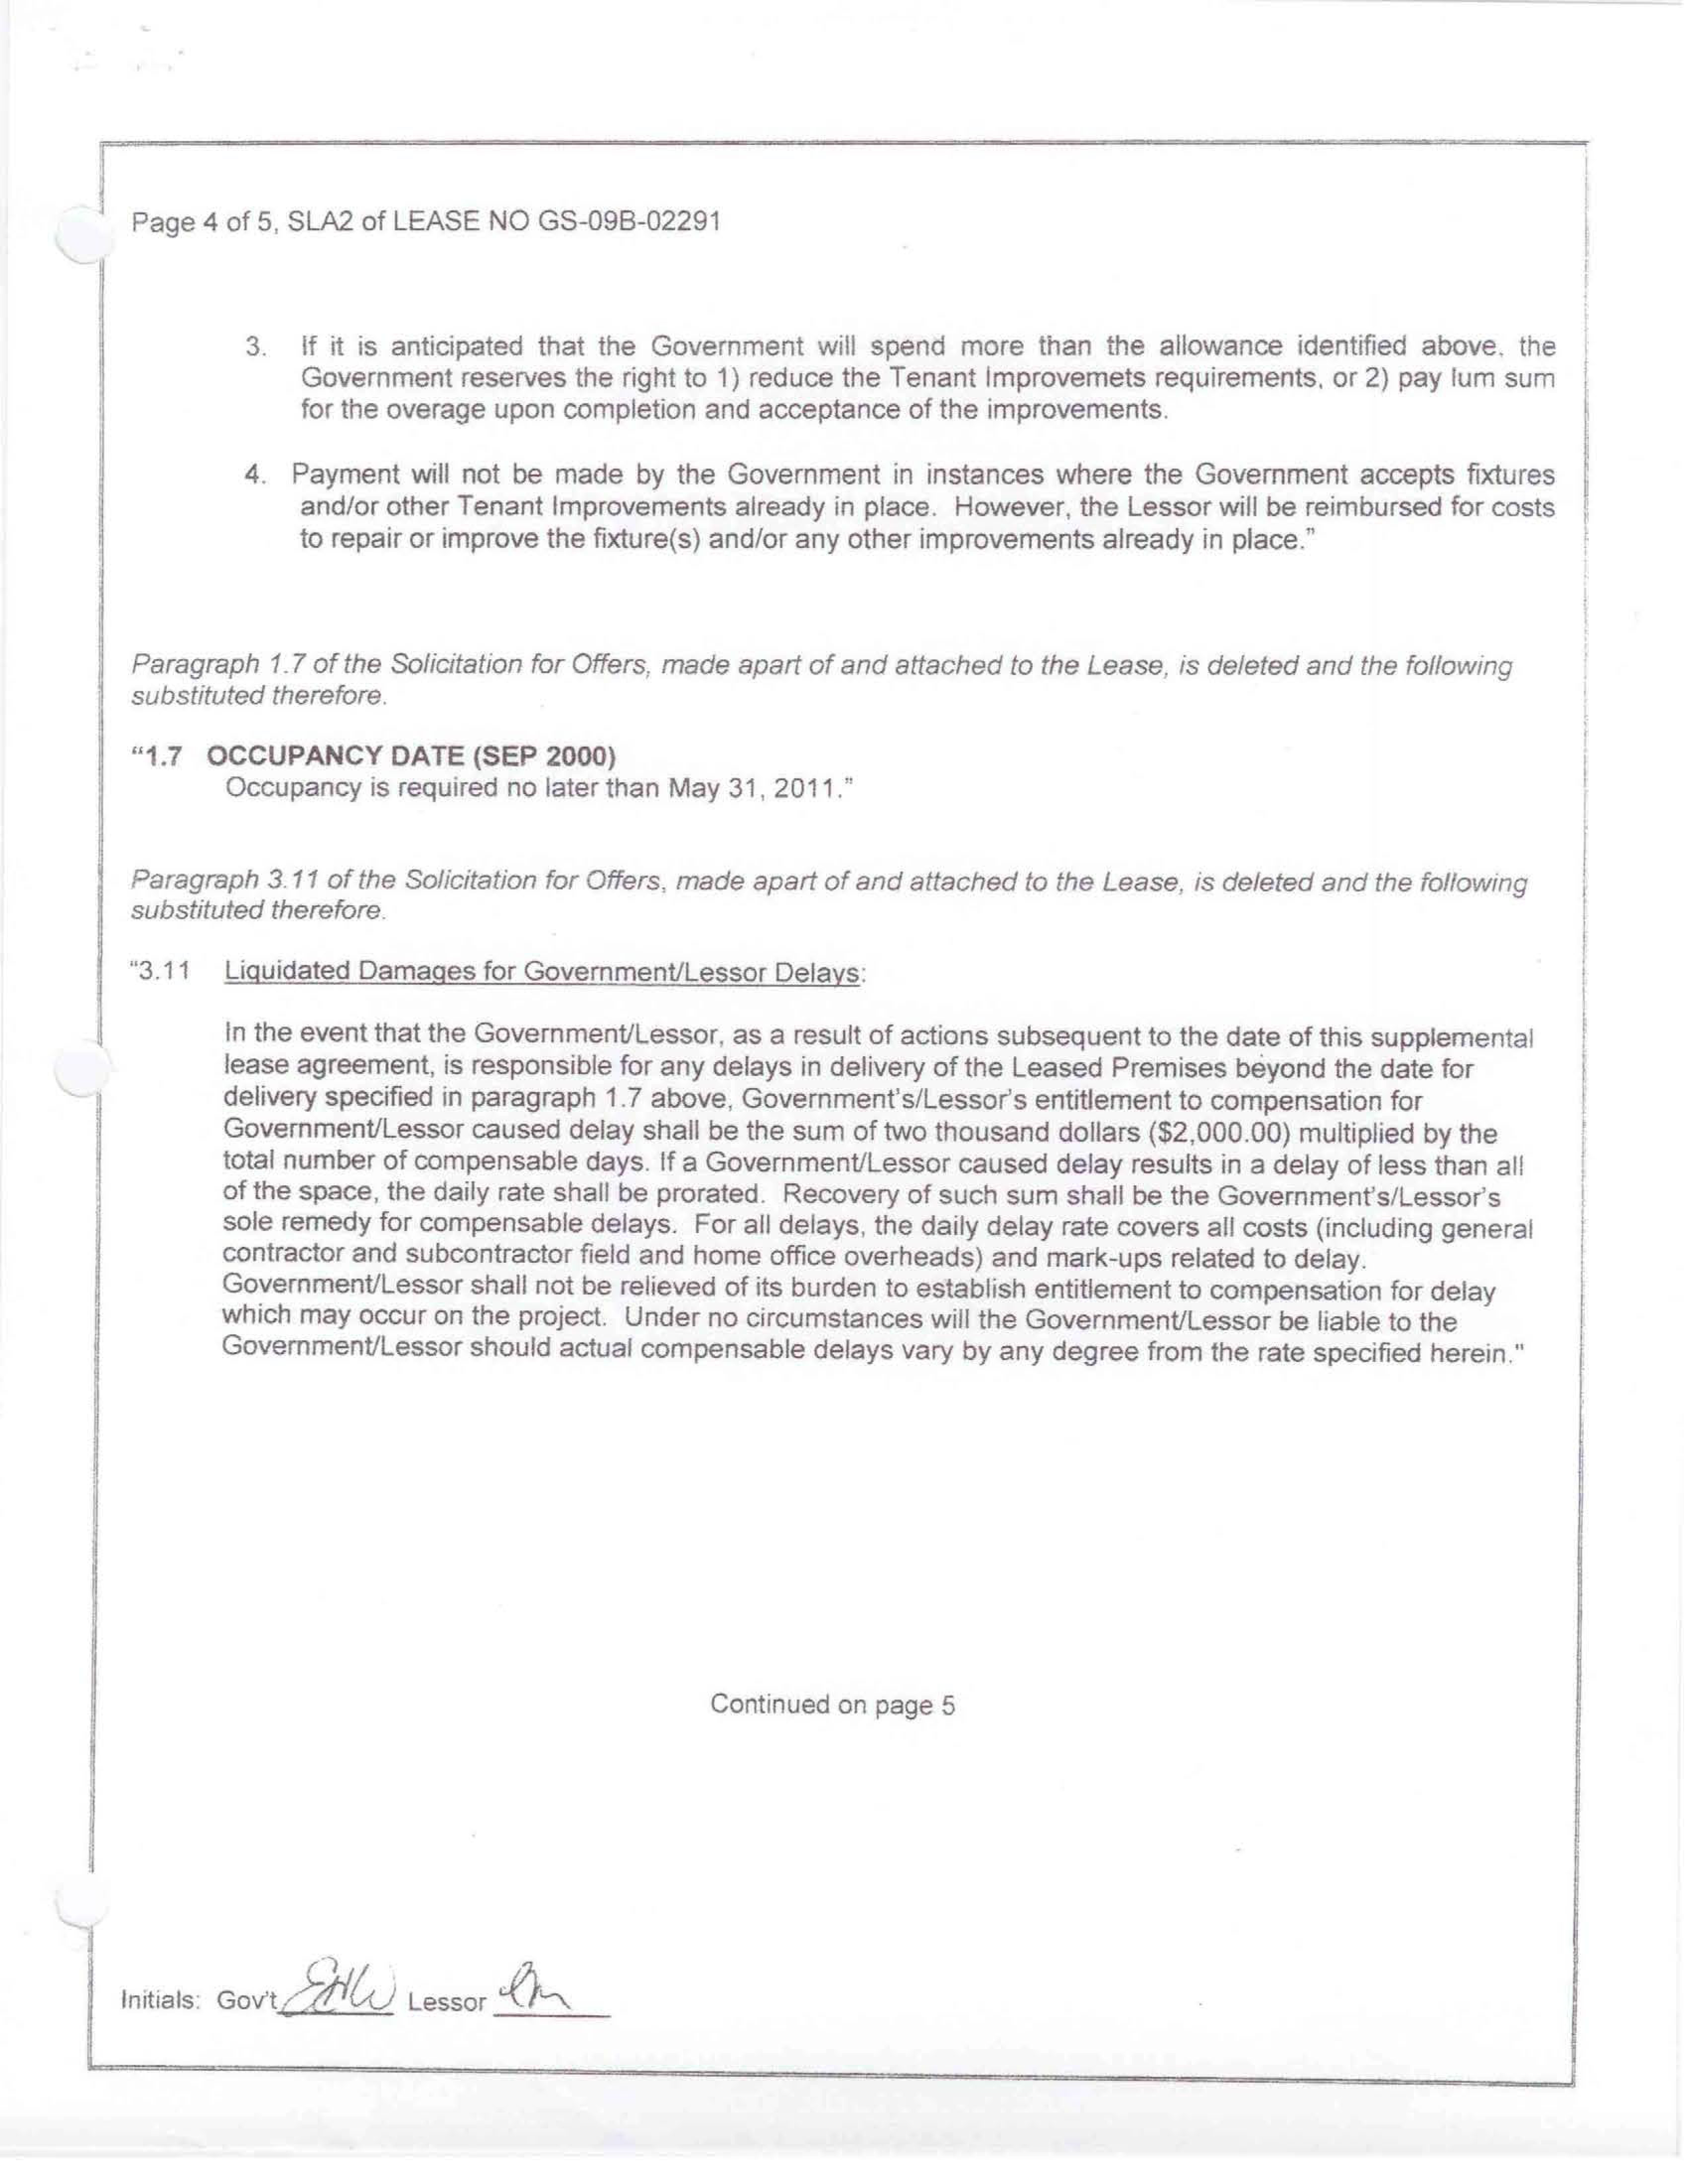 Page 4 of 5, SLA2 of LEASE NO GS-09B-02291
3. If it is anticipated that the Government will spend more than the allowance identified above, the
Government reserves the right to 1) reduce the Tenant Improvemets requirements, or 2) pay lum sum
for the overage upon completion and acceptance of the improvements.
4. Payment will not be made by the Government in instances where the Government accepts fixtures
and/or other Tenant Improvements already in place. However, the Lessor will be reimbursed for costs
to repair or improve the fixture(s) and/or any other improvements already in place."
Paragraph 1.7 of the Solicitation for Offers, made apart of and attached to the Lease, is deleted and the following
substituted therefore.
"1.7 OCCUPANCY DATE (SEP 2000)
Occupancy is required no later than May 31, 2011."
Paragraph 3.11 of the Solicitation for Offers, made apart of and attached to the Lease, is deleted and the following
substituted therefore.
"3.11 Liquidated Damages for Government/Lessor Delays:
In the event that the Government/Lessor, as a result of actions subsequent to the date of this supplemental
lease agreement, is responsible for any delays in delivery of the Leased Premises beyond the date for
delivery specified in paragraph 1.7 above, Government's/Lessor's entitlement to compensation for
Government/Lessor caused delay shall be the sum of two thousand dollars ($2,000.00) multiplied by the
total number of compensable days. If a Government/Lessor caused delay results in a delay of less than all
of the space, the daily rate shall be prorated. Recovery of such sum shall be the Government's/Lessor's
sole remedy for compensable delays. For all delays, the daily delay rate covers all costs (including general
contractor and subcontractor field and home office overheads) and mark-ups related to delay.
Government/Lessor shall not be relieved of its burden to establish entitlement to compensation for delay
which may occur on the project. Under no circumstances will the Government/Lessor be liable to the
Government/Lessor should actual compensable delays vary by any degree from the rate specified herein."
Continued on page 5
Initials: Gov't Lessor